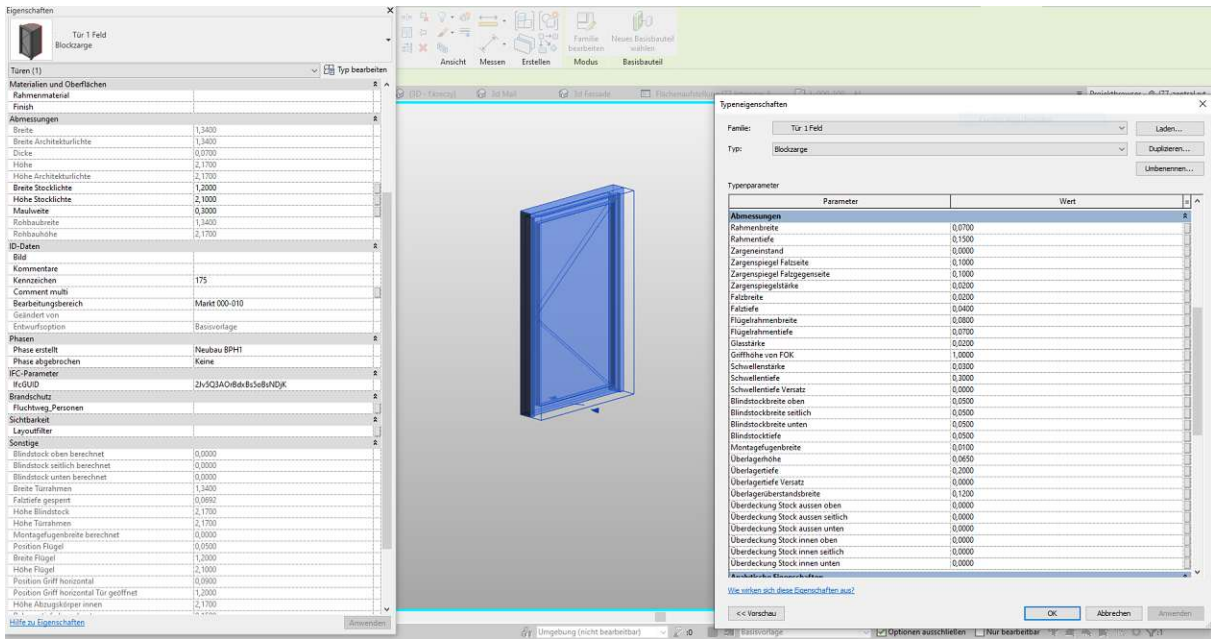 Eigenschaften
Tür 1 Feld
Blockzarge
Türen (1)
Typ bearbeiten
Materialien und Oberflächen
Rahmenmaterial
Finish
Abmessungen
Breite 1,3400
Breite Architekturlichte 1,3400
Dicke 0,0700
Höhe 2,1700
Höhe Architekturlichte 2,1700
Breite Stocklichte 1,2000
Höhe Stocklichte 2,1000
Maulweite 0,3000
Rohbaubreite 1,3400
Rohbauhöhe 2,1700
ID-Daten
Bild
Kommentare
Kennzeichen 175
Comment multi
Bearbeitungsbereich Markt 000-010
Geändert von
Entwurfsoption Basisvorlage
Phasen
Phase erstellt Neubau BPH1
Phase abgebrochen Keine
IFC-Parameter
IfcGUID
Brandschutz
Fluchtweg_Personen
Sichtbarkeit
Layoutfilter
Sonstige
Blindstock oben berechnet 0,0000
Blindstock seitlich berechnet 0,0000
Blindstock unten berechnet 0,0000
Breite Türrahmen 1,3400
Falztiefe gesperrt 0,0692
Höhe Blindstock 2,1700
Höhe Türrahmen 2,1700
Montagefugenbreite berechnet 0,0000
Position Flügel 0,0500
Breite Flügel 1,2000
Höhe Flügel 2,1000
Position Griff horizontal 0,0900
Position Griff horizontal Tür geöffnet 1,2000
Höhe Abzugskörper innen 2,1700
Hilfe zu Eigenschaften
Anwenden
Familie bearbeiten
Neues Basisbauteil wählen
Ansicht Messen Erstellen Modus Basisbauteil
3d Mail
3d Fassade
Typeneigenschaften
Familie: Tür 1 Feld Laden...
Typ: Blockzarge Duplizieren...
Umbenennen...
Typenparameter
Parameter Wert =
Abmessungen
Rahmenbreite 0,0700
Rahmentiefe 0,1500
Zargeneinstand 0,0000
Zargenspiegel Falzseite 0,1000
Zargenspiegel Falzgegenseite 0,1000
Zargenspiegelstärke 0,0200
Falzbreite 0,0200
Falztiefe 0,0400
Flügelrahmenbreite 0,0800
Flügelrahmentiefe 0,0700
Glasstärke 0,0200
Griffhöhe von FOK 1,0000
Schwellenstärke 0,0300
Schwellentiefe 0,3000
Schwellentiefe Versatz 0,0000
Blindstockbreite oben 0,0500
Blindstockbreite seitlich 0,0500
Blindstockbreite unten 0,0500
Blindstocktiefe 0,0500
Montagefugenbreite 0,0100
Überlagerhöhe 0,0650
Überlagertiefe 0,2000
Überlagertiefe Versatz 0,0000
Überlagerüberstandsbreite 0,1200
Überdeckung Stock aussen oben 0,0000
Überdeckung Stock aussen seitlich 0,0000
Überdeckung Stock aussen unten 0,0000
Überdeckung Stock innen oben 0,0000
Überdeckung Stock innen seitlich 0,0000
Überdeckung Stock innen unten 0,0000
Analytische Eigenschaften
Wie wirken sich diese Eigenschaften aus?
<< Vorschau OK Abbrechen Anwenden
Umgebung (nicht bearbeitbar) :0 Basisvorlage Optionen ausschließen Nur bearbeitbar